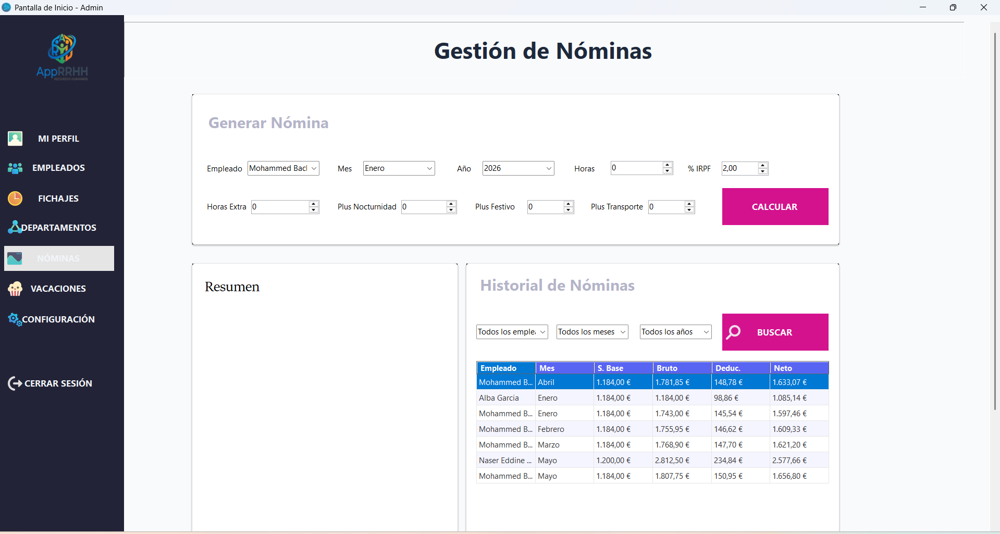 Pantalla de Inicio - Admin
AppRRHH
RECURSOS HUMANOS
MI PERFIL
EMPLEADOS
FICHAJES
DEPARTAMENTOS
NÓMINAS
VACACIONES
CONFIGURACIÓN
CERRAR SESIÓN
Gestión de Nóminas
Generar Nómina
Empleado Mohammed Bacl Mes Enero Año 2026 Horas 0 % IRPF 2,00
Horas Extra 0 Plus Nocturnidad 0 Plus Festivo 0 Plus Transporte 0 CALCULAR
Resumen
Historial de Nóminas
Todos los emplea Todos los meses Todos los años BUSCAR
Empleado Mes S. Base Bruto Deduc. Neto
Mohammed B... Abril 1.184,00 € 1.781,85 € 148,78 € 1.633,07 €
Alba Garcia Enero 1.184,00 € 1.184,00 € 98,86 € 1.085,14 €
Mohammed B... Enero 1.184,00 € 1.743,00 € 145,54 € 1.597,46 €
Mohammed B... Febrero 1.184,00 € 1.755,95 € 146,62 € 1.609,33 €
Mohammed B... Marzo 1.184,00 € 1.768,90 € 147,70 € 1.621,20 €
Naser Eddine ... Mayo 1.200,00 € 2.812,50 € 234,84 € 2.577,66 €
Mohammed B... Mayo 1.184,00 € 1.807,75 € 150,95 € 1.656,80 €